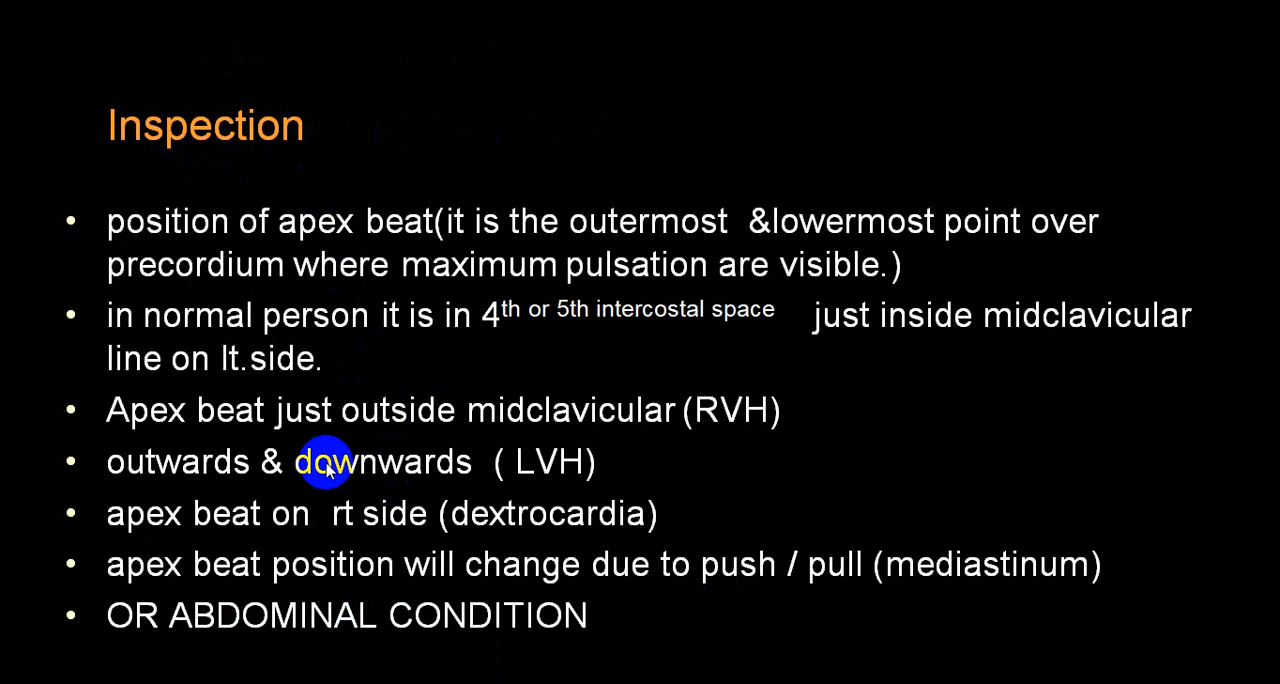 Inspection
• position of apex beat(it is the outermost &lowermost point over
precordium where maximum pulsation are visible.)
• in normal person it is in 4th or 5th intercostal space just inside midclavicular
line on lt.side.
• Apex beat just outside midclavicular (RVH)
• outwards & downwards ( LVH)
• apex beat on rt side (dextrocardia)
• apex beat position will change due to push / pull (mediastinum)
• OR ABDOMINAL CONDITION